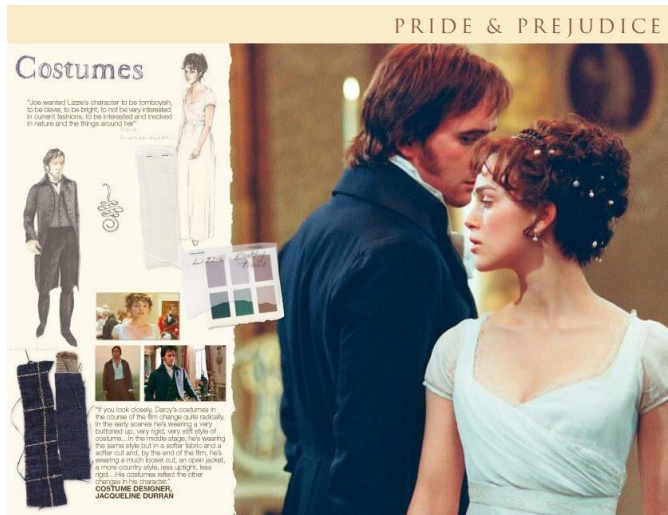 PRIDE & PREJUDICE
Costumes
"Joe wanted Lizzie's character to be tomboyish,
to be clever, to be bright, to not be very interested
in current fashions, to be interested and involved
in nature and the things around her"
Lizzie
"If you look closely, Darcy's costumes in
the course of the film change quite radically.
In the early scenes he's wearing a very
buttoned up, very rigid, very stiff style of
costume...In the middle stage, he's wearing
the same style but in a softer fabric and a
softer cut and, by the end of the film, he's
wearing a much looser cut, an open jacket,
a more country style, less uptight, less
rigid...His costumes reflect the other
changes in his character."
COSTUME DESIGNER,
JACQUELINE DURRAN